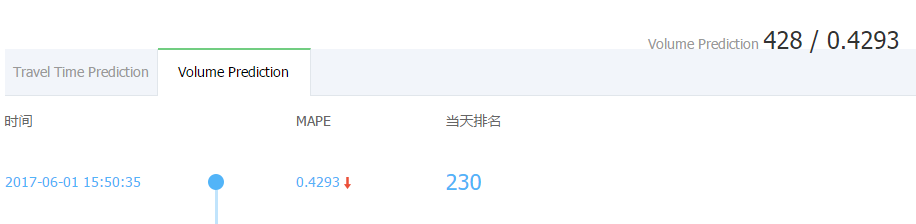 Volume Prediction 428 / 0.4293
Travel Time Prediction Volume Prediction
时间 MAPE 当天排名
2017-06-01 15:50:35 0.4293 230